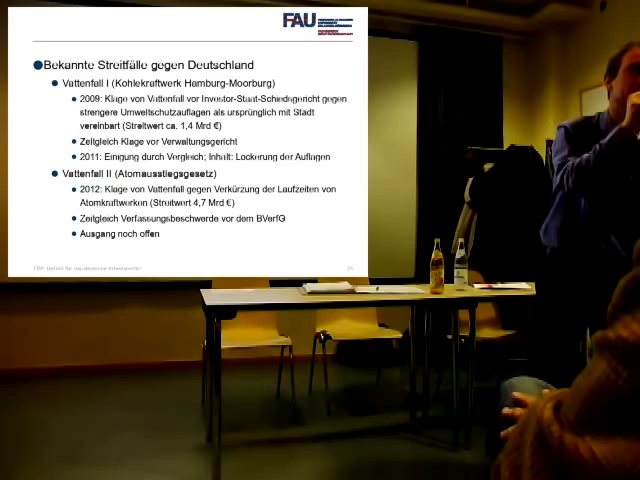 FAU
Bekannte Streitfälle gegen Deutschland
Vattenfall I (Kohlekraftwerk Hamburg-Moorburg)
2009: Klage von Vattenfall vor Investor-Staat-Schiedsgericht gegen
strengere Umweltschutzauflagen als ursprünglich mit Stadt
vereinbart (Streitwert ca. 1,4 Mrd €)
Zeitgleich Klage vor Verwaltungsgericht
2011: Einigung durch Vergleich; Inhalt: Lockerung der Auflagen
Vattenfall II (Atomausstiegsgesetz)
2012: Klage von Vattenfall gegen Verkürzung der Laufzeiten von
Atomkraftwerken (Streitwert 4,7 Mrd €)
Zeitgleich Verfassungsbeschwerde vor dem BVerfG
Ausgang noch offen